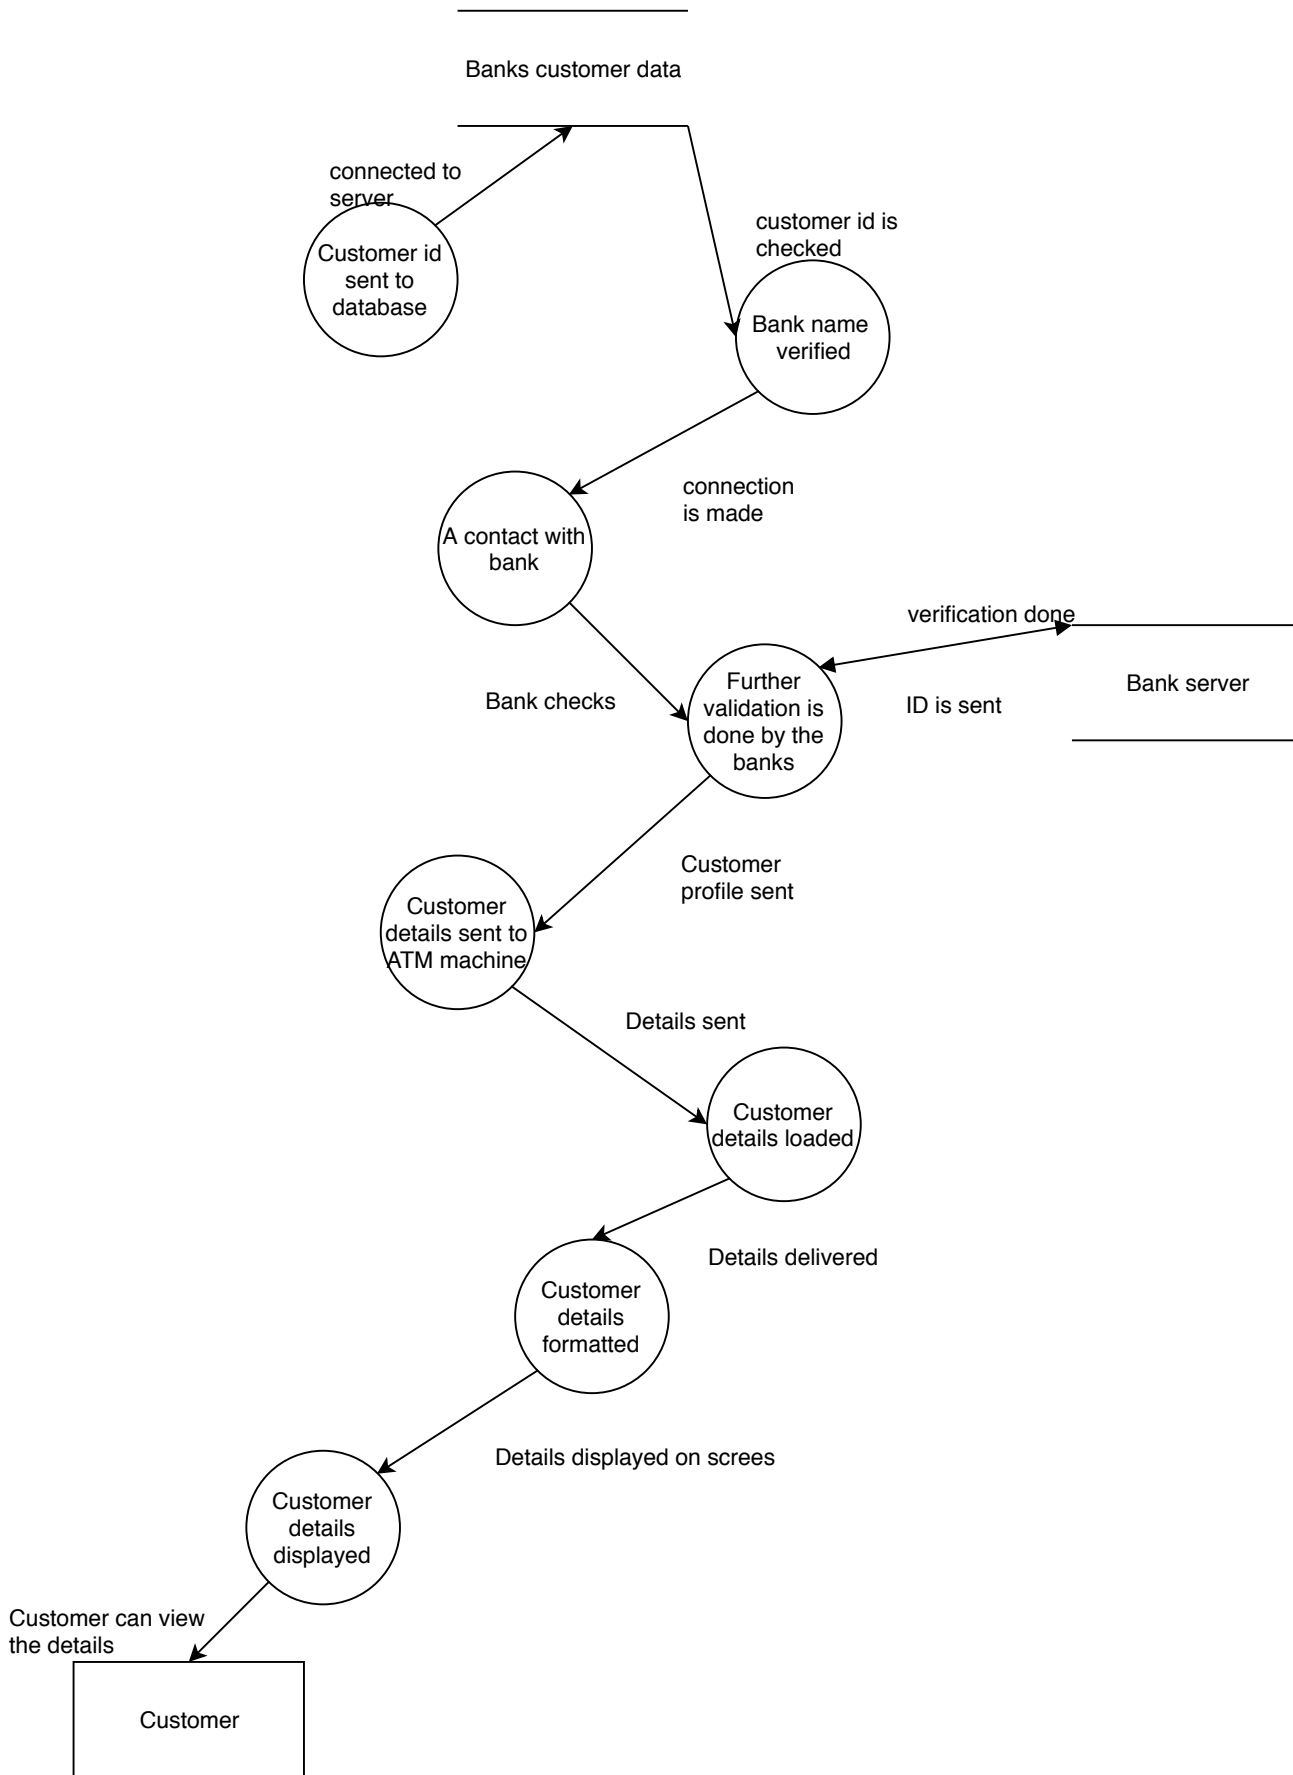 Banks customer data
connected to
server
Customer id
sent to
database
customer id is
checked
Bank name
verified
connection
is made
A contact with
bank
verification done
Bank server
Further
validation is
done by the
banks
ID is sent
Bank checks
Customer
profile sent
Customer
details sent to
ATM machine
Details sent
Customer
details loaded
Details delivered
Customer
details
formatted
Details displayed on screes
Customer
details
displayed
Customer can view
the details
Customer